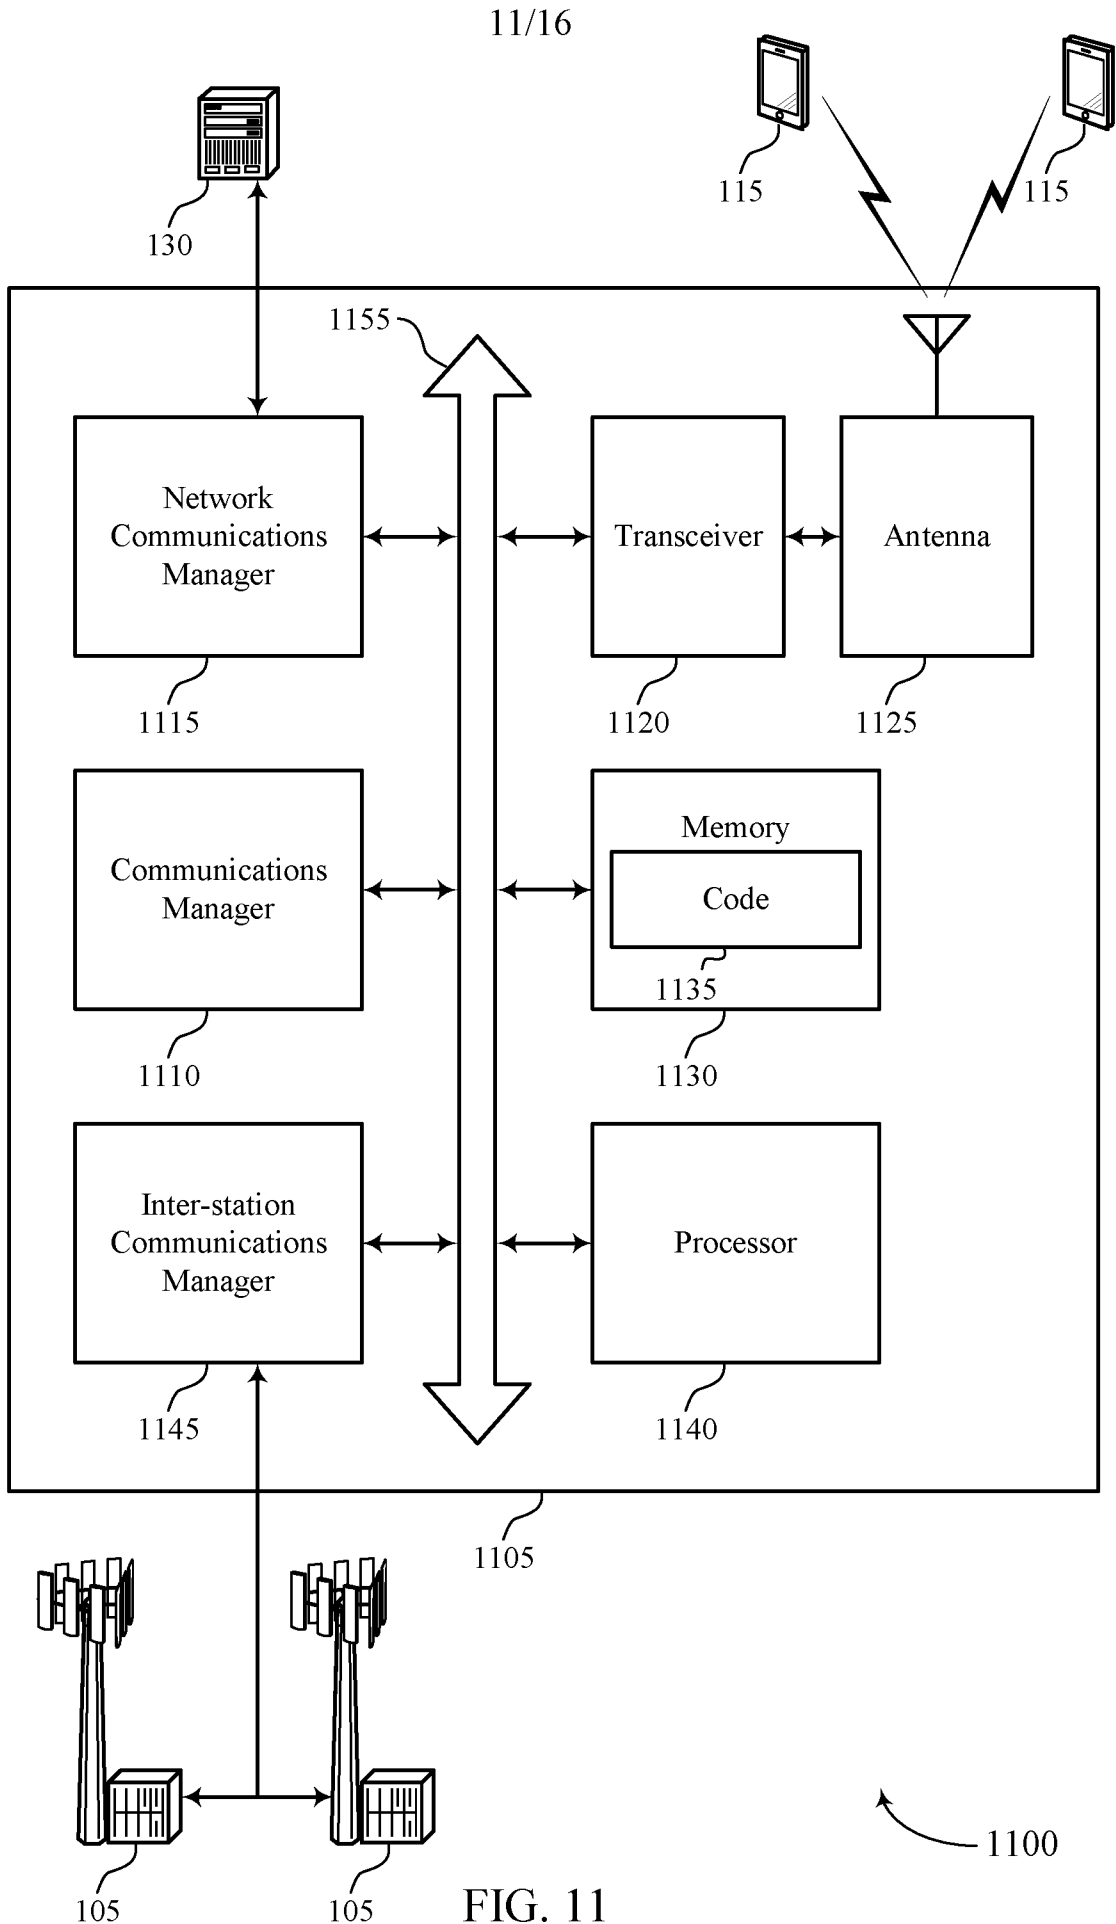 11/16
115
115
130
1155
Network
Communications
Manager
Transceiver
Antenna
1115
1120
1125
Communications
Manager
Memory
Code
1135
1110
1130
Inter-station
Communications
Manager
Processor
1145
1140
1105
1100
105
105
FIG. 11